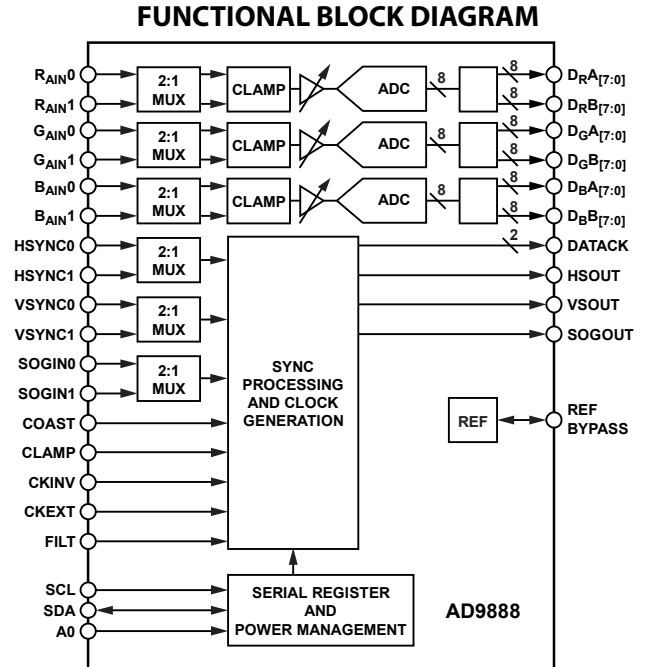 FUNCTIONAL BLOCK DIAGRAM
RAIN0
2:1
MUX
CLAMP
ADC
8
8
DRA[7:0]
RAIN1
8
DRB[7:0]
GAIN0
2:1
MUX
CLAMP
ADC
8
8
DGA[7:0]
GAIN1
8
DGB[7:0]
BAIN0
2:1
MUX
CLAMP
ADC
8
8
DBA[7:0]
BAIN1
8
DBB[7:0]
HSYNC0
2:1
MUX
2
DATACK
HSYNC1
HSOUT
VSYNC0
2:1
MUX
VSOUT
VSYNC1
SOGOUT
SOGIN0
2:1
MUX
SOGIN1
SYNC
PROCESSING
AND CLOCK
GENERATION
COAST
REF
REF
BYPASS
CLAMP
CKINV
CKEXT
FILT
SCL
SDA
A0
SERIAL REGISTER
AND
POWER MANAGEMENT
AD9888